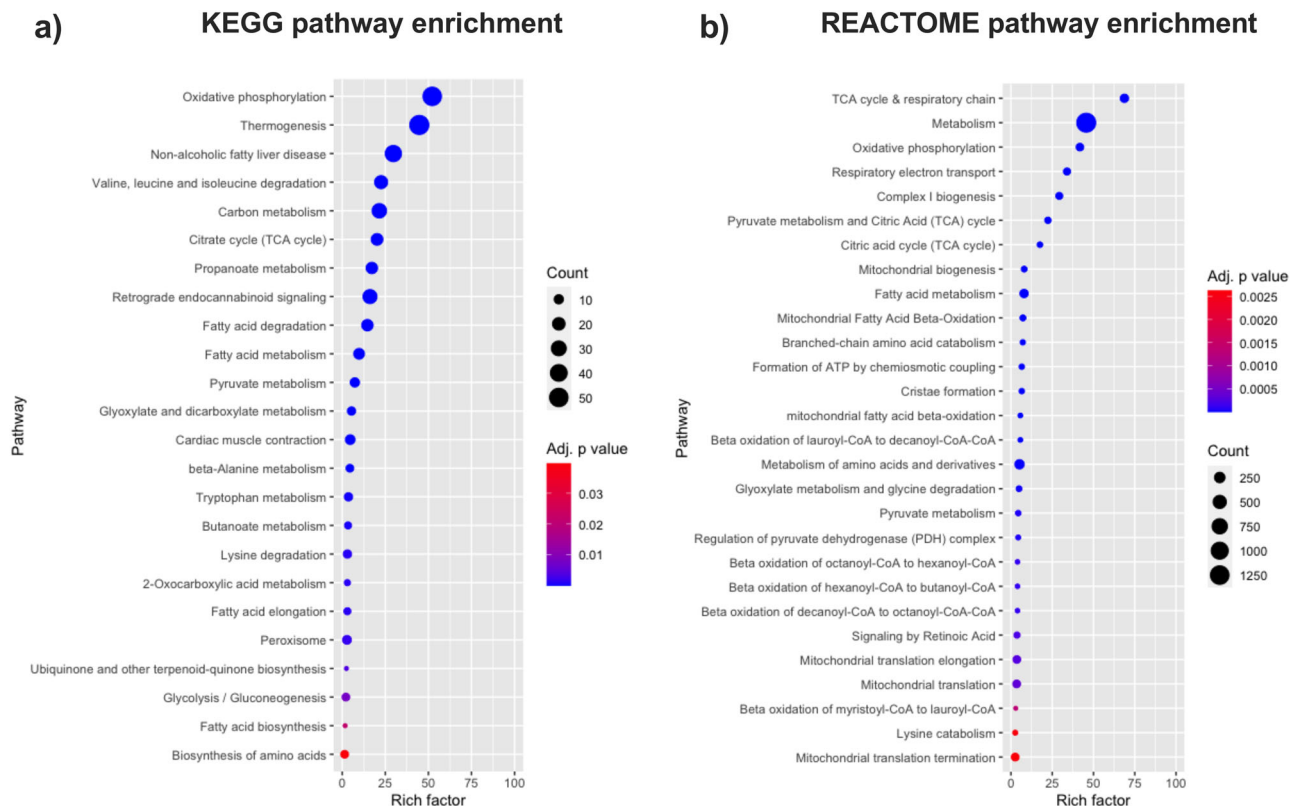 a)
KEGG pathway enrichment
Oxidative phosphorylation
Thermogenesis
Non-alcoholic fatty liver disease
Valine, leucine and isoleucine degradation
Carbon metabolism
Citrate cycle (TCA cycle)
Propanoate metabolism
Retrograde endocannabinoid signaling
Fatty acid degradation
Fatty acid metabolism
Pyruvate metabolism
Glyoxylate and dicarboxylate metabolism
Cardiac muscle contraction
beta-Alanine metabolism
Tryptophan metabolism
Butanoate metabolism
Lysine degradation
2-Oxocarboxylic acid metabolism
Fatty acid elongation
Peroxisome
Ubiquinone and other terpenoid-quinone biosynthesis
Glycolysis / Gluconeogenesis
Fatty acid biosynthesis
Biosynthesis of amino acids
Pathway
0 25 50 75 100
Rich factor
Count
10
20
30
40
50
Adj. p value
0.03
0.02
0.01
b)
REACTOME pathway enrichment
TCA cycle & respiratory chain
Metabolism
Oxidative phosphorylation
Respiratory electron transport
Complex I biogenesis
Pyruvate metabolism and Citric Acid (TCA) cycle
Citric acid cycle (TCA cycle)
Mitochondrial biogenesis
Fatty acid metabolism
Mitochondrial Fatty Acid Beta-Oxidation
Branched-chain amino acid catabolism
Formation of ATP by chemiosmotic coupling
Cristae formation
mitochondrial fatty acid beta-oxidation
Beta oxidation of lauroyl-CoA to decanoyl-CoA-CoA
Metabolism of amino acids and derivatives
Glyoxylate metabolism and glycine degradation
Pyruvate metabolism
Regulation of pyruvate dehydrogenase (PDH) complex
Beta oxidation of octanoyl-CoA to hexanoyl-CoA
Beta oxidation of hexanoyl-CoA to butanoyl-CoA
Beta oxidation of decanoyl-CoA to octanoyl-CoA-CoA
Signaling by Retinoic Acid
Mitochondrial translation elongation
Mitochondrial translation
Beta oxidation of myristoyl-CoA to lauroyl-CoA
Lysine catabolism
Mitochondrial translation termination
Pathway
0 25 50 75 100
Rich factor
Adj. p value
0.0025
0.0020
0.0015
0.0010
0.0005
Count
250
500
750
1000
1250